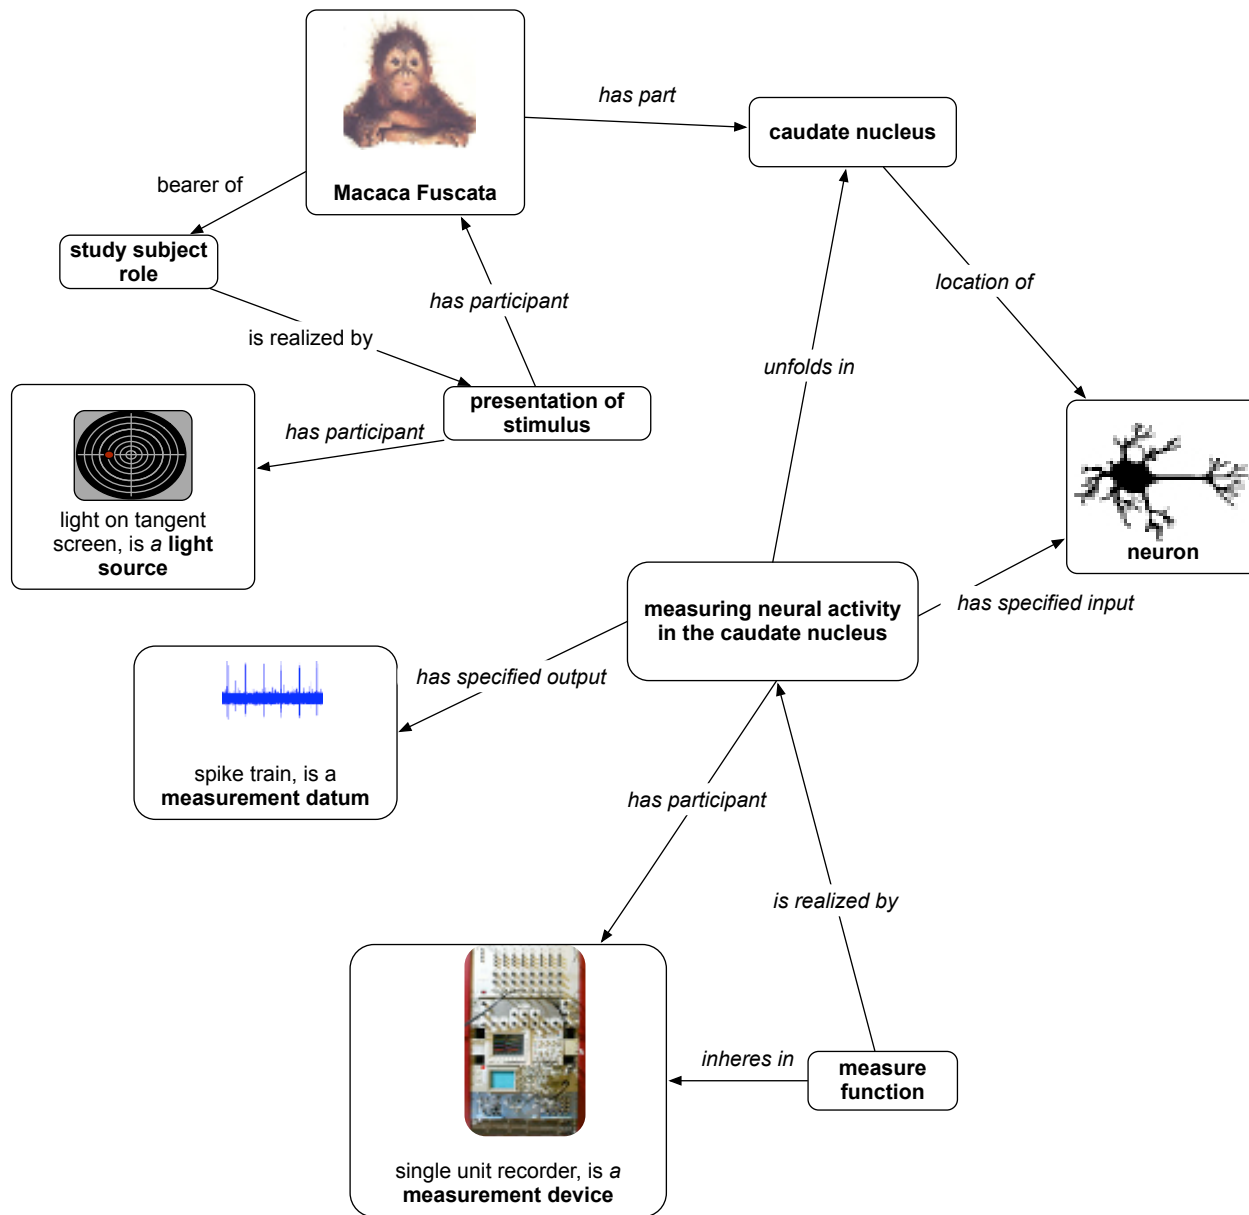 has part
caudate nucleus
Macaca Fuscata
bearer of
study subject
role
has participant
location of
is realized by
unfolds in
presentation of
stimulus
has participant
light on tangent
screen, is a light
source
neuron
measuring neural activity
in the caudate nucleus
has specified input
has specified output
spike train, is a
measurement datum
has participant
is realized by
inheres in
measure
function
single unit recorder, is a
measurement device